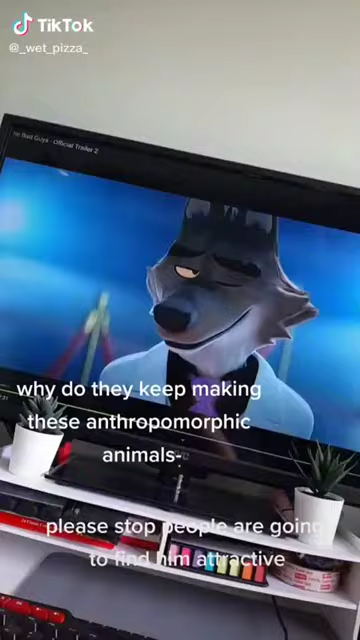 TikTok
@_wet_pizza_
he Bad Guys - Official Trailer 2
why do they keep making
these anthropomorphic
animals-
please stop people are going
to find him attractive